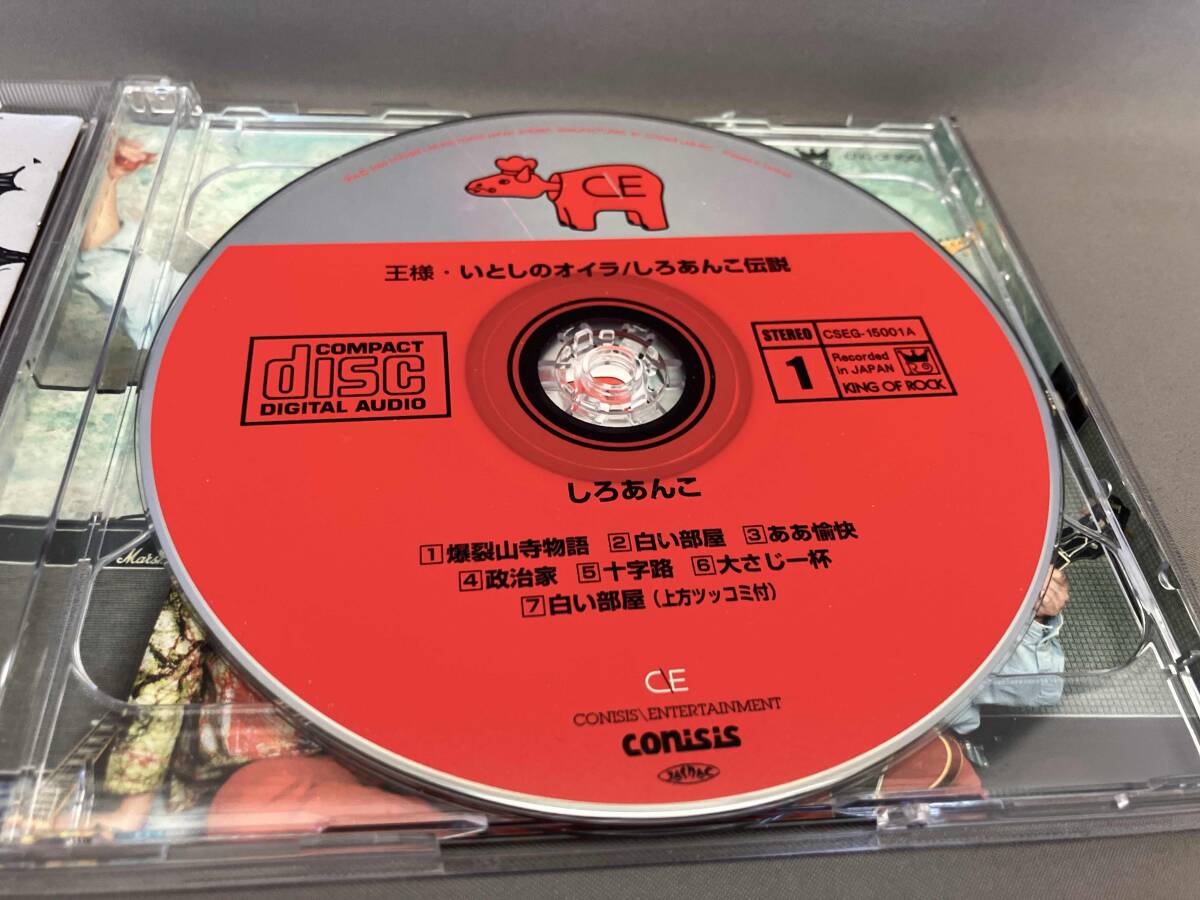 CE
王様・いとしのオイラ/しろあんこ伝説
COMPACT
disc
DIGITAL AUDIO
STEREO CSEG-15001A
1
Recorded
in JAPAN
KING OF ROCK
しろあんこ
1 爆裂山寺物語 2 白い部屋 3 ああ愉快
4 政治家 5 十字路 6 大さじ一杯
7 白い部屋(上方ツッコミ付)
CE
CONISIS\ENTERTAINMENT
conisis
KING OF ROCK